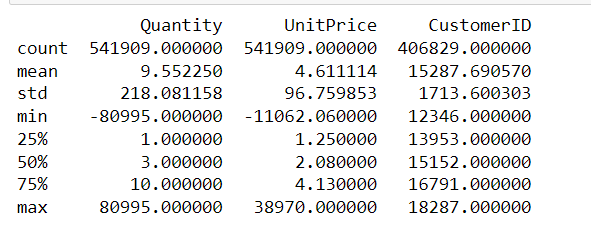 Quantity UnitPrice CustomerID
count 541909.000000 541909.000000 406829.000000
mean 9.552250 4.611114 15287.690570
std 218.081158 96.759853 1713.600303
min -80995.000000 -11062.060000 12346.000000
25% 1.000000 1.250000 13953.000000
50% 3.000000 2.080000 15152.000000
75% 10.000000 4.130000 16791.000000
max 80995.000000 38970.000000 18287.000000